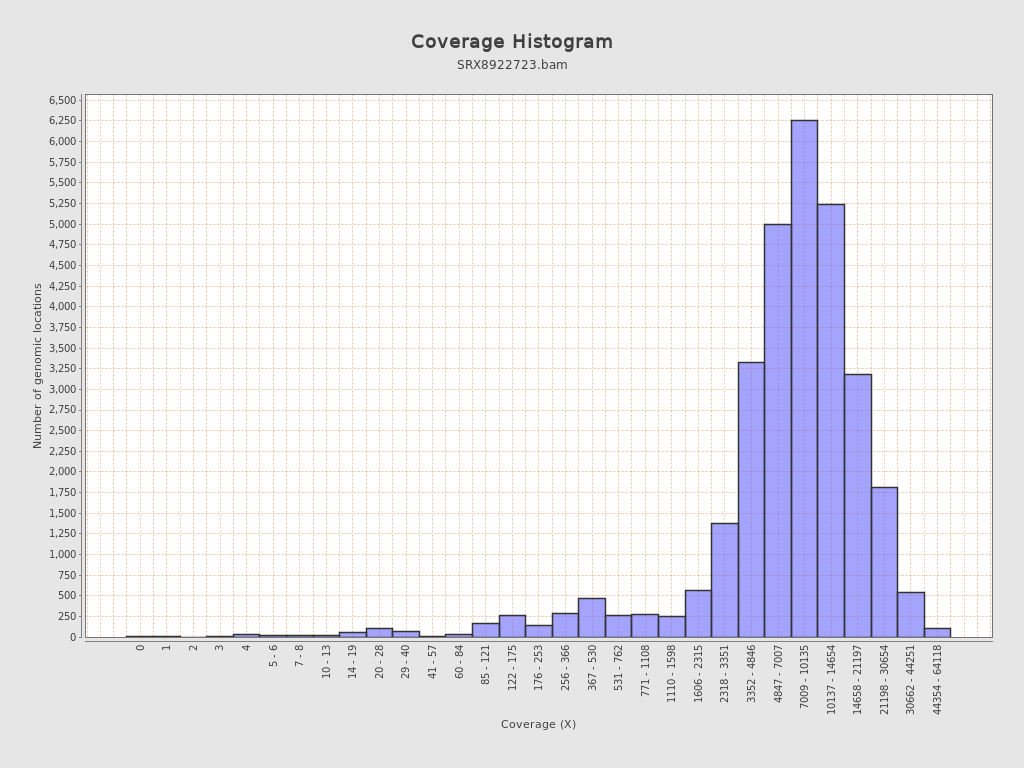 Coverage Histogram
SRX8922723.bam
Number of genomic locations
6,500
6,250
6,000
5,750
5,500
5,250
5,000
4,750
4,500
4,250
4,000
3,750
3,500
3,250
3,000
2,750
2,500
2,250
2,000
1,750
1,500
1,250
1,000
750
500
250
0
0
1
2
3
4
5 - 6
7 - 8
10 - 13
14 - 19
20 - 28
29 - 40
41 - 57
60 - 84
85 - 121
122 - 175
176 - 253
256 - 366
367 - 530
531 - 762
771 - 1108
1110 - 1598
1606 - 2315
2318 - 3351
3352 - 4846
4847 - 7007
7009 - 10135
10137 - 14654
14658 - 21197
21198 - 30654
30662 - 44251
44354 - 64118
Coverage (X)